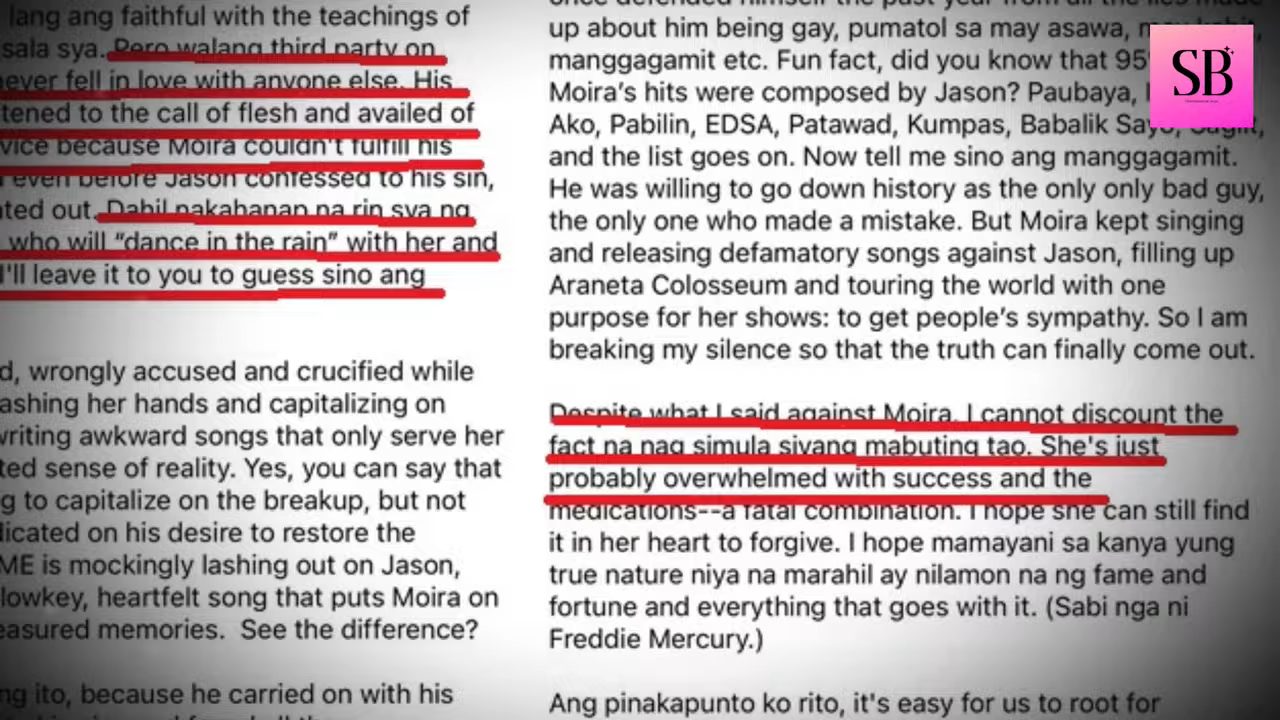 lang ang faithful with the teachings of
sala sya. Pero walang third party on
never fell in love with anyone else. His
tened to the call of flesh and availed of
vice because Moira couldn't fulfill his
even before Jason confessed to his sin,
ted out. Dahil nakahanap na rin sya ng
who will “dance in the rain” with her and
I'll leave it to you to guess sino ang
d, wrongly accused and crucified while
ashing her hands and capitalizing on
writing awkward songs that only serve her
ted sense of reality. Yes, you can say that
g to capitalize on the breakup, but not
licated on his desire to restore the
ME is mockingly lashing out on Jason,
lowkey, heartfelt song that puts Moira on
easured memories. See the difference?
ng ito, because he carried on with his
once defended himself the past year from all the lies made
up about him being gay, pumatol sa may asawa, may kabit,
manggagamit etc. Fun fact, did you know that 95
Moira’s hits were composed by Jason? Paubaya,
Ako, Pabilin, EDSA, Patawad, Kumpas, Babalik Sayo, Sagip,
and the list goes on. Now tell me sino ang manggagamit.
He was willing to go down history as the only only bad guy,
the only one who made a mistake. But Moira kept singing
and releasing defamatory songs against Jason, filling up
Araneta Colosseum and touring the world with one
purpose for her shows: to get people’s sympathy. So I am
breaking my silence so that the truth can finally come out.
Despite what I said against Moira, I cannot discount the
fact na nag simula siyang mabuting tao. She's just
probably overwhelmed with success and the
medications--a fatal combination. I hope she can still find
it in her heart to forgive. I hope mamayani sa kanya yung
true nature niya na marahil ay nilamon na ng fame and
fortune and everything that goes with it. (Sabi nga ni
Freddie Mercury.)
Ang pinakapunto ko rito, it's easy for us to root for
SB